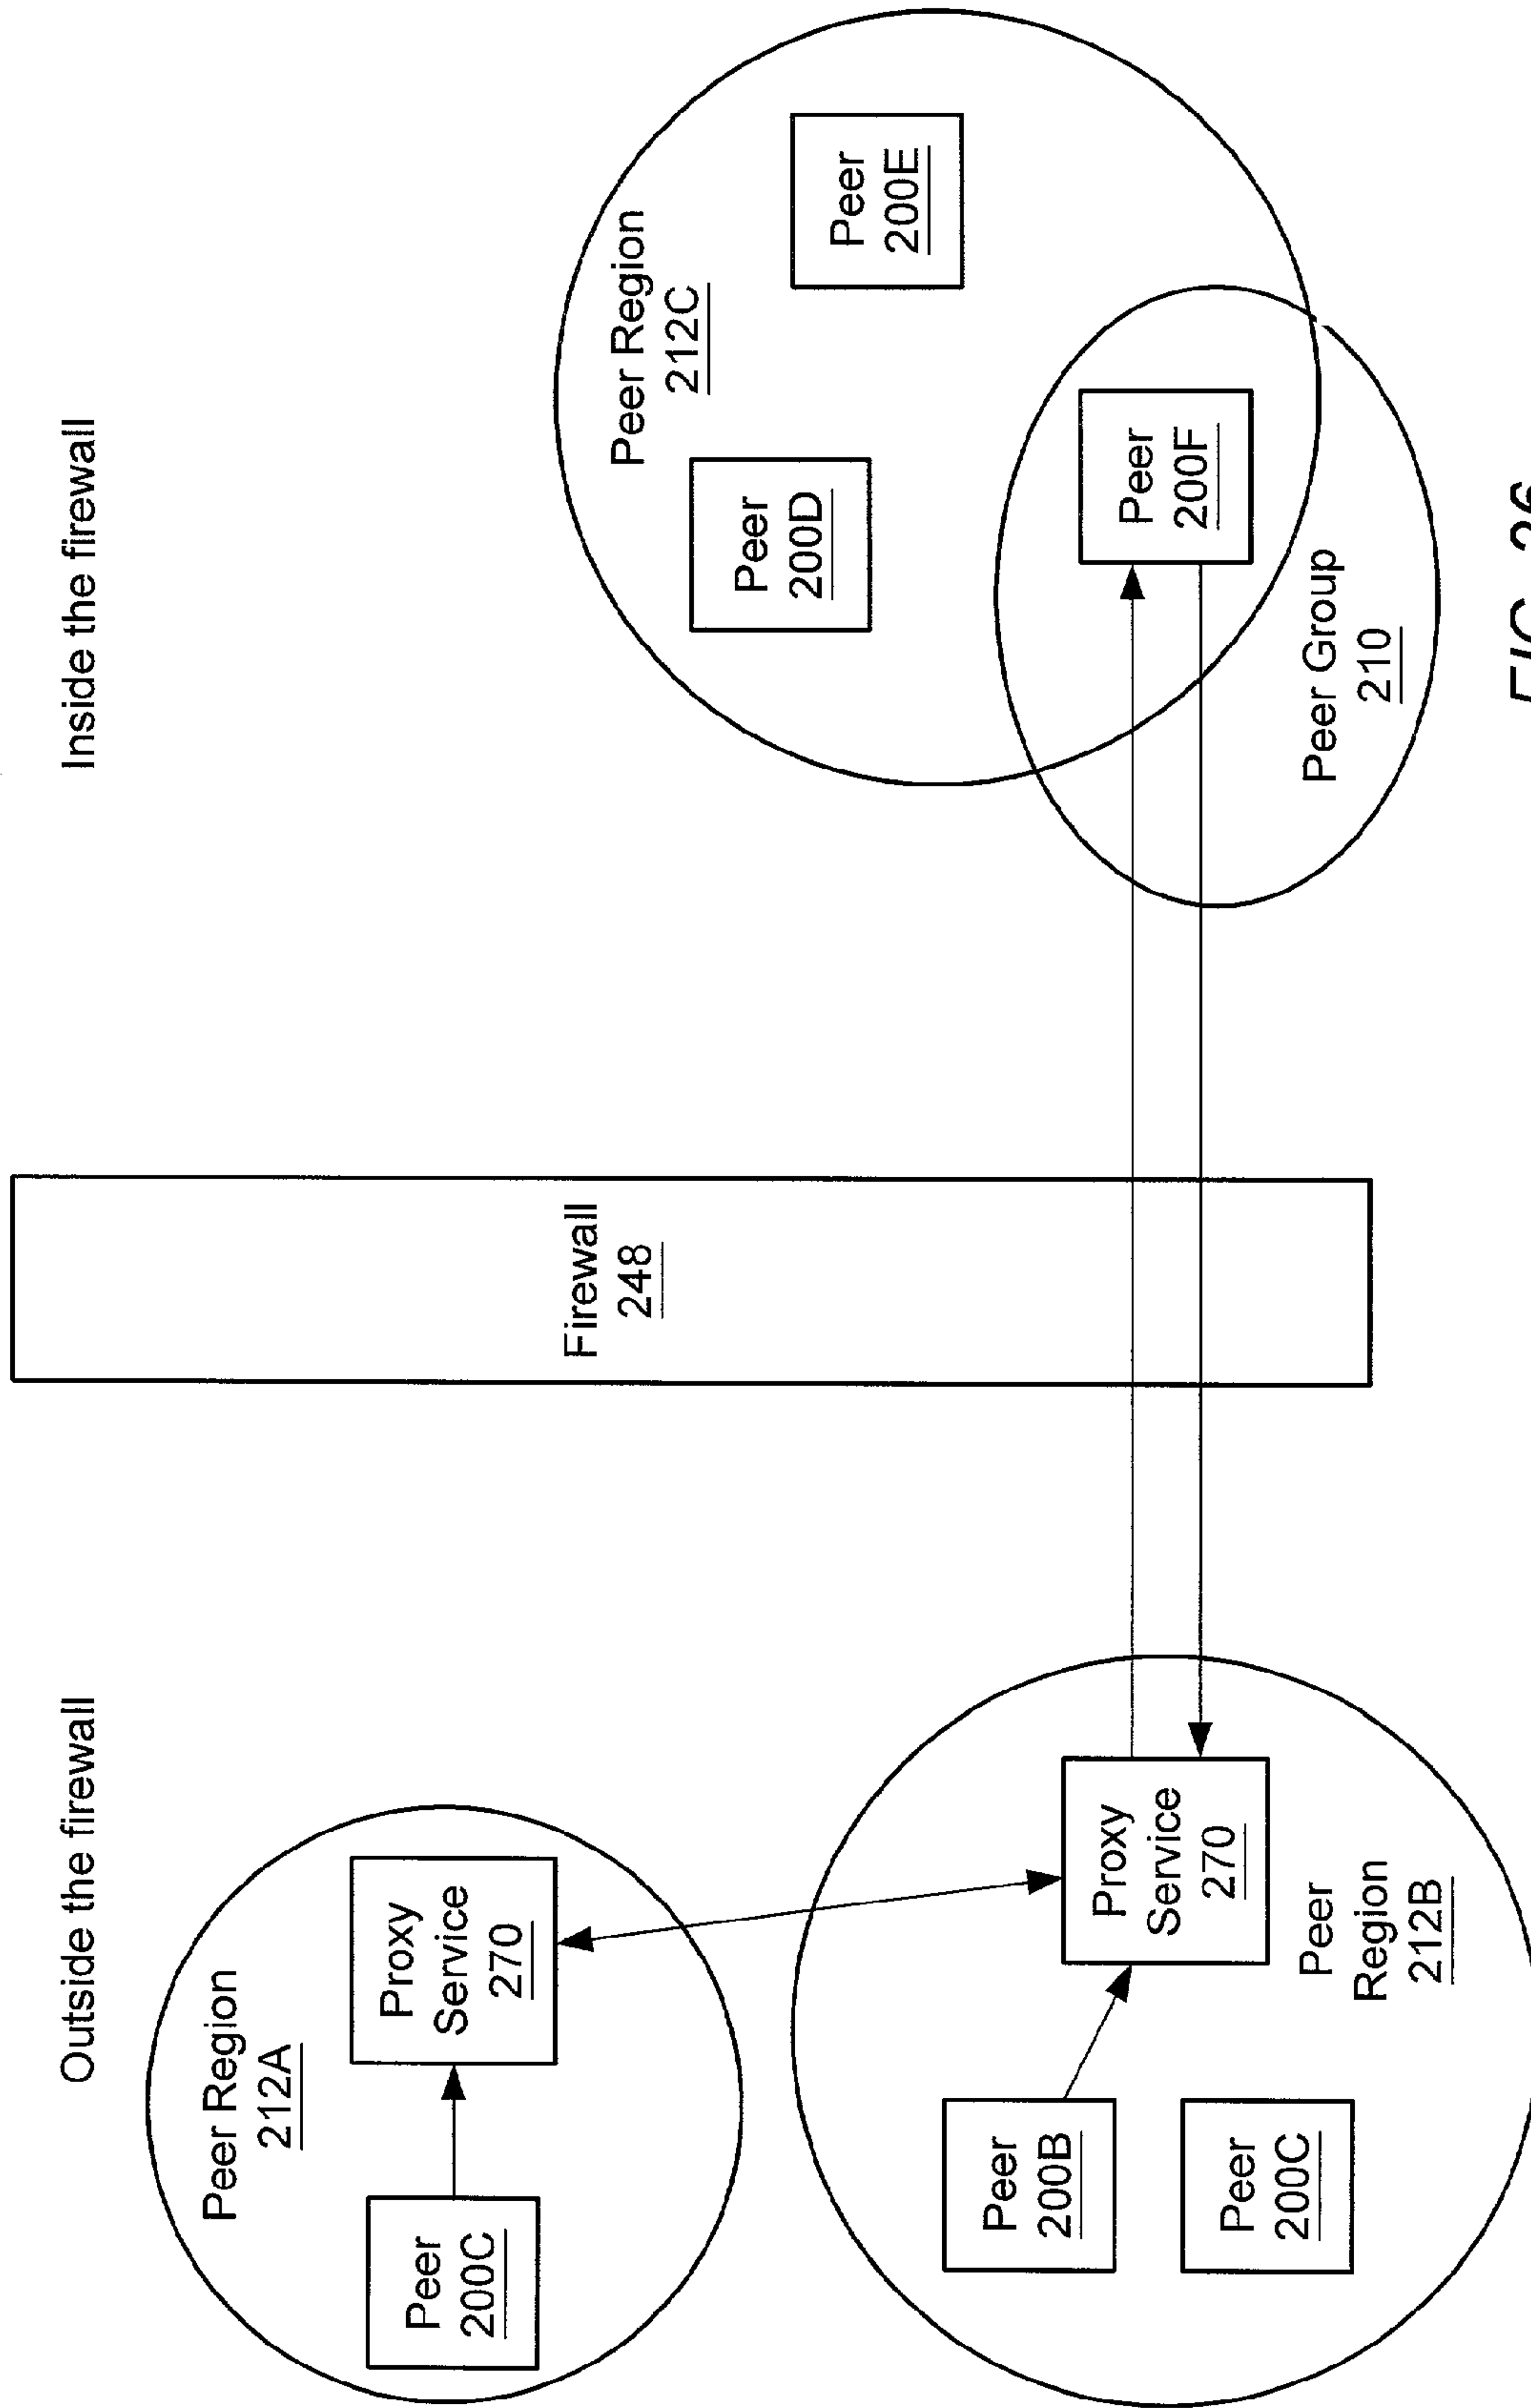 Outside the firewall
Inside the firewall
Peer Region
212A
Peer
200C
Proxy
Service
270
Firewall
248
Peer Region
212C
Peer
200D
Peer
200E
Peer
200B
Peer
200C
Proxy
Service
270
Peer
Region
212B
Peer
200F
Peer Group
210